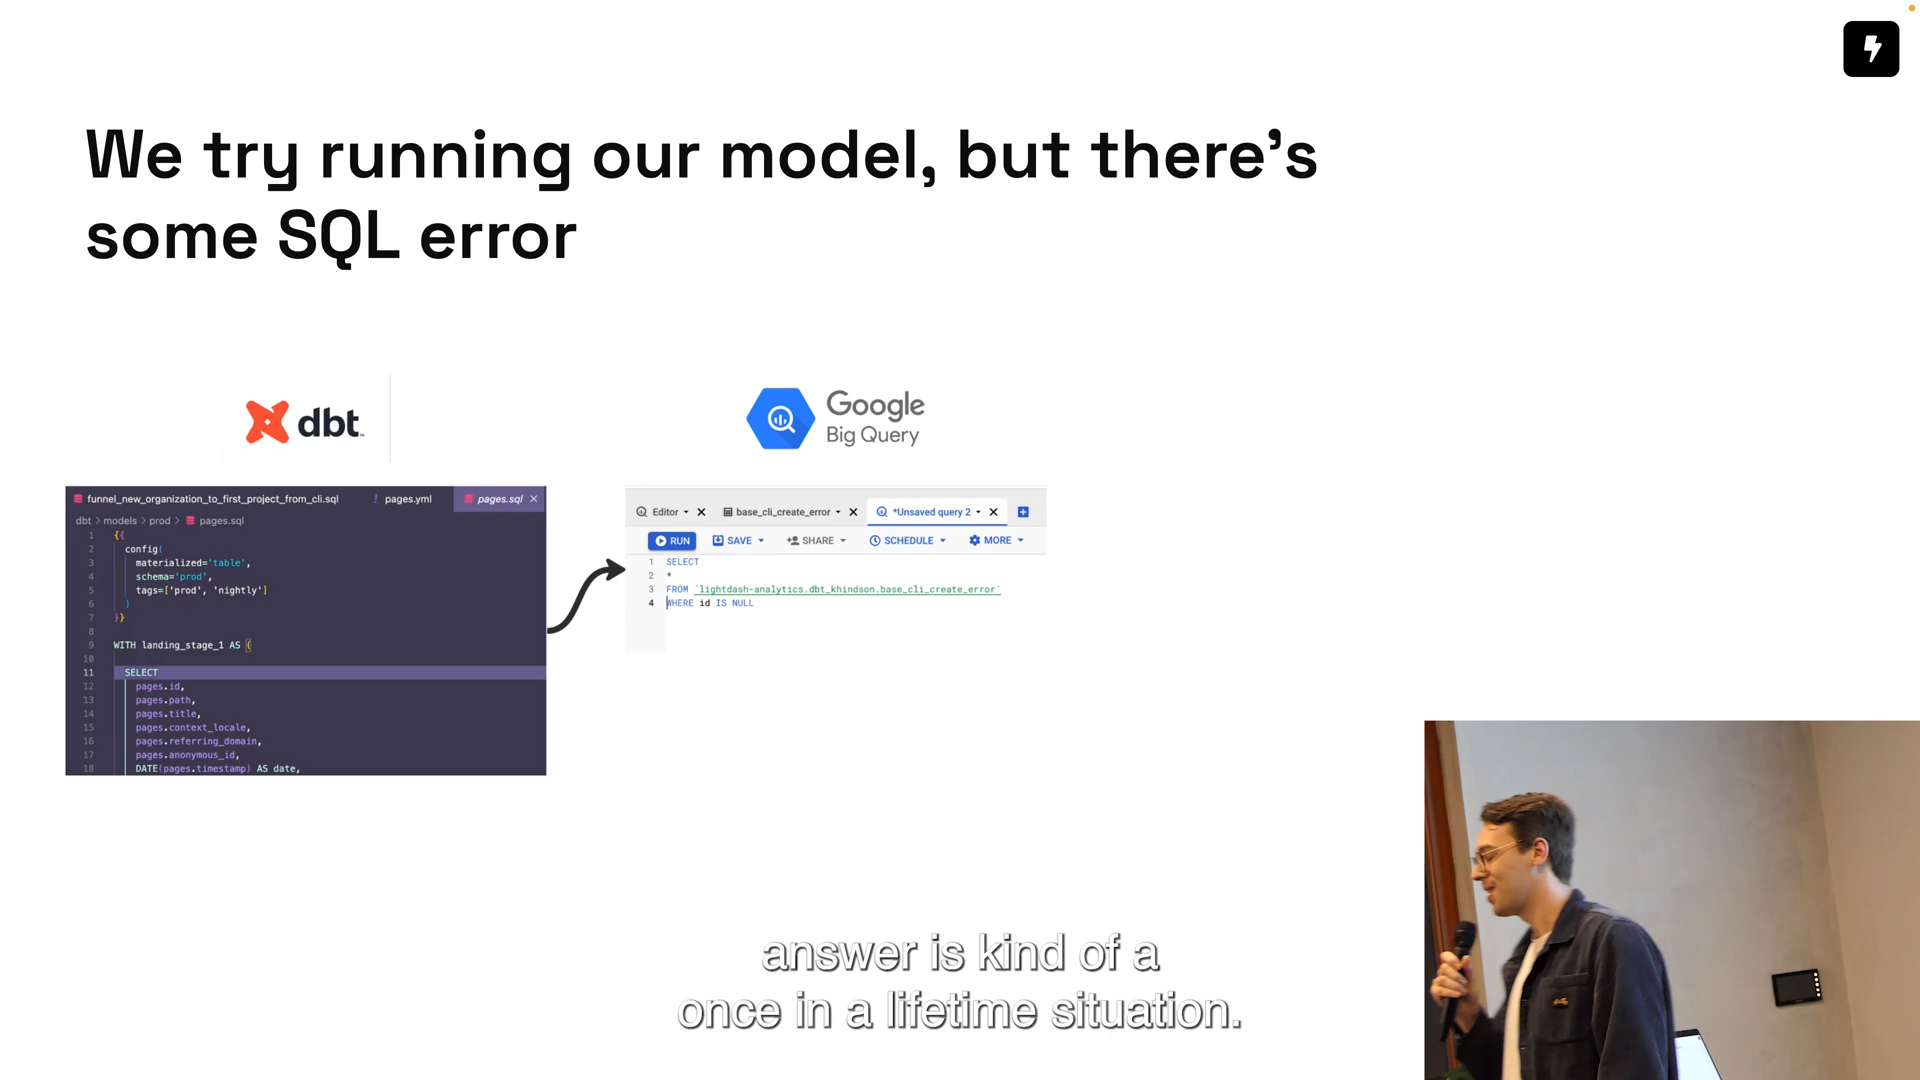 We try running our model, but there's
some SQL error
dbt
Google
Big Query
funnel_new_organization_to_first_project_from_cli.sql ! pages.yml pages.sql ×
dbt > models > prod > pages.sql
1 {{
2 config(
3 materialized='table',
4 schema='prod',
5 tags=['prod', 'nightly']
6 )
7 }}
8
9 WITH landing_stage_1 AS (
10
11 SELECT
12 pages.id,
13 pages.path,
14 pages.title,
15 pages.context_locale,
16 pages.referring_domain,
17 pages.anonymous_id,
18 DATE(pages.timestamp) AS date,
Editor base_cli_create_error *Unsaved query 2
RUN SAVE SHARE SCHEDULE MORE
1 SELECT
2 *
3 FROM `lightdash-analytics.dbt_khindson.base_cli_create_error`
4 WHERE id IS NULL
answer is kind of a
once in a lifetime situation.